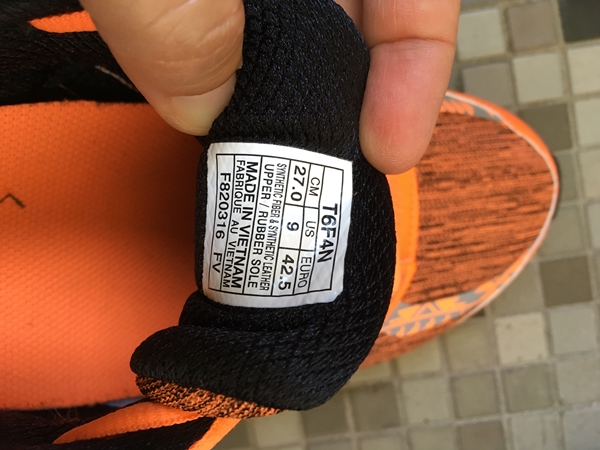 T6F4N
CM US EURO
27.0 9 42.5
SYNTHETIC FIBER & SYNTHETIC LEATHER
UPPER / RUBBER SOLE
MADE IN VIETNAM
FABRIQUE AU VIETNAM
F820316 FV